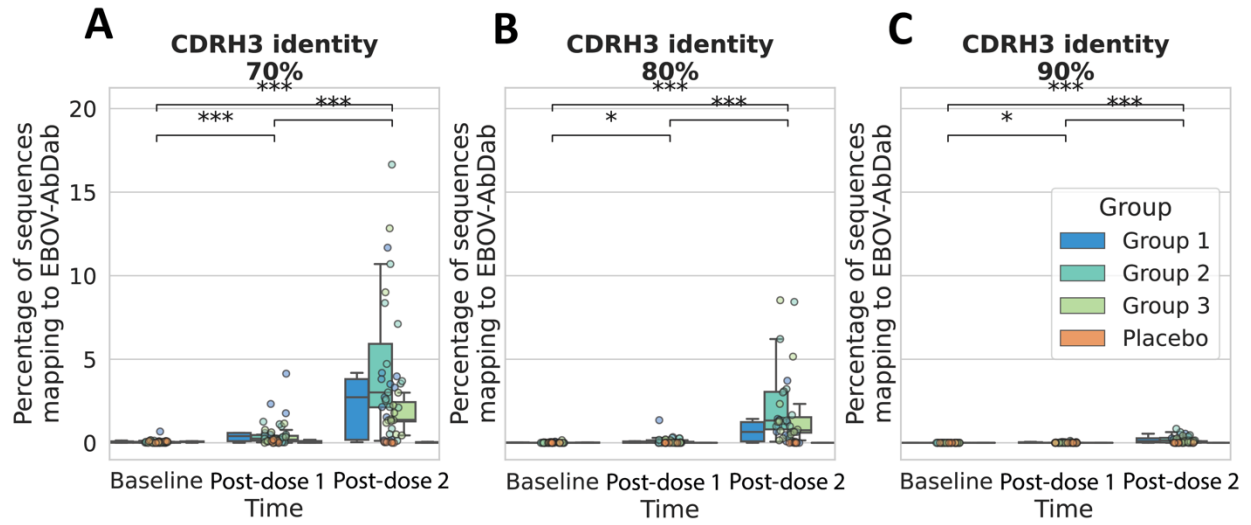 A
CDRH3 identity
70%
***
***
***
20
15
10
5
0
Percentage of sequences
mapping to EBOV-AbDab
Baseline
Post-dose 1
Post-dose 2
Time
B
CDRH3 identity
80%
***
***
*
Percentage of sequences
mapping to EBOV-AbDab
Baseline
Post-dose 1
Post-dose 2
Time
C
CDRH3 identity
90%
***
***
*
Percentage of sequences
mapping to EBOV-AbDab
Group
Group 1
Group 2
Group 3
Placebo
Baseline
Post-dose 1
Post-dose 2
Time